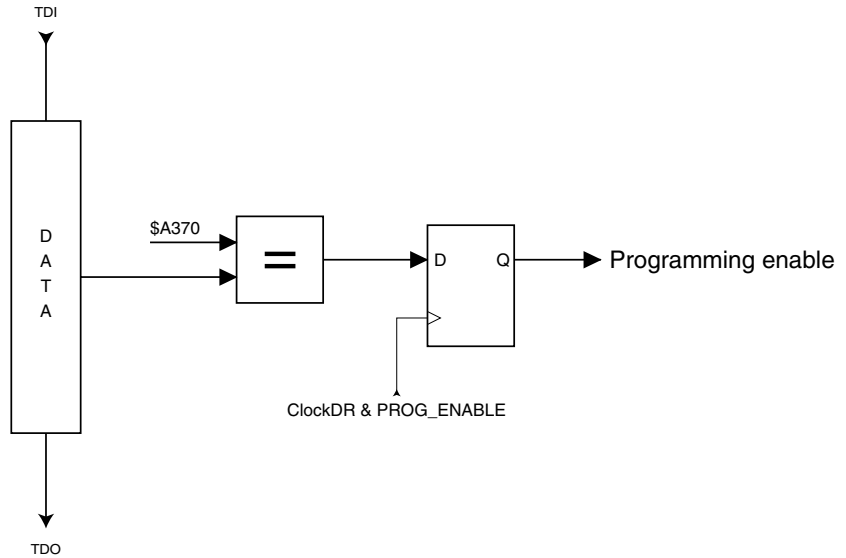 TDI
D
A
T
A
$A370
=
D
Q
Programming enable
ClockDR & PROG_ENABLE
TDO